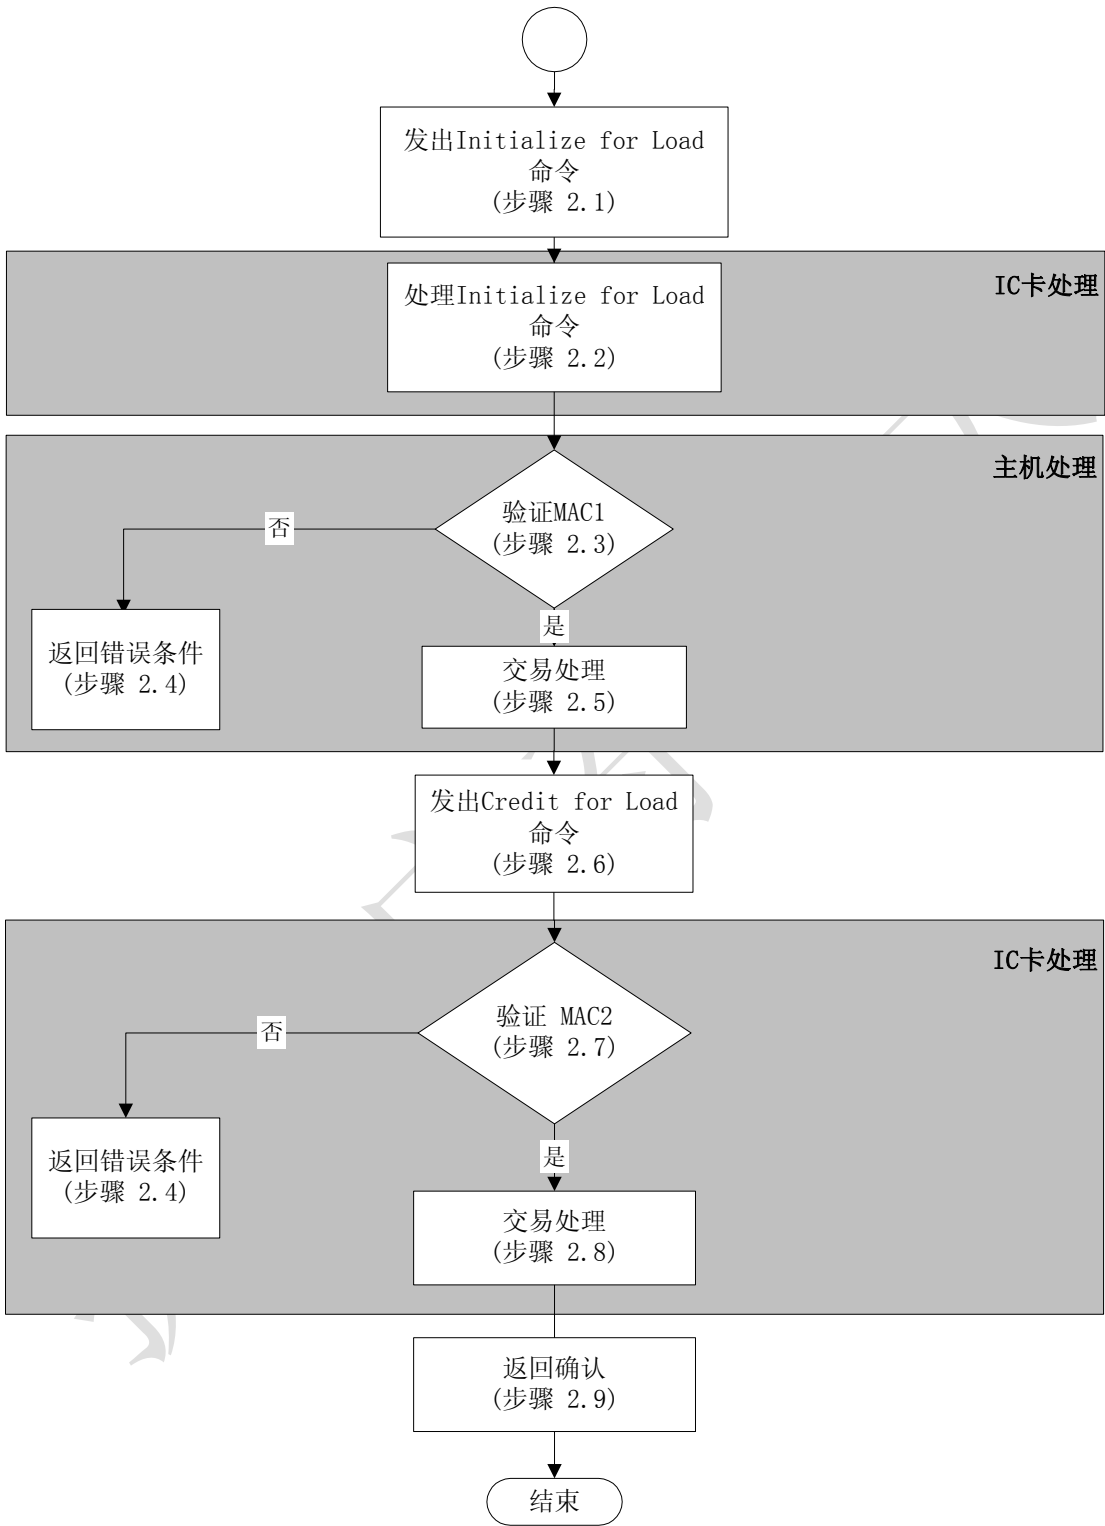 发出Initialize for Load
命令
(步骤 2.1)
IC卡处理
处理Initialize for Load
命令
(步骤 2.2)
主机处理
验证MAC1
(步骤 2.3)
否
是
返回错误条件
(步骤 2.4)
交易处理
(步骤 2.5)
发出Credit for Load
命令
(步骤 2.6)
IC卡处理
验证 MAC2
(步骤 2.7)
否
是
返回错误条件
(步骤 2.4)
交易处理
(步骤 2.8)
返回确认
(步骤 2.9)
结束